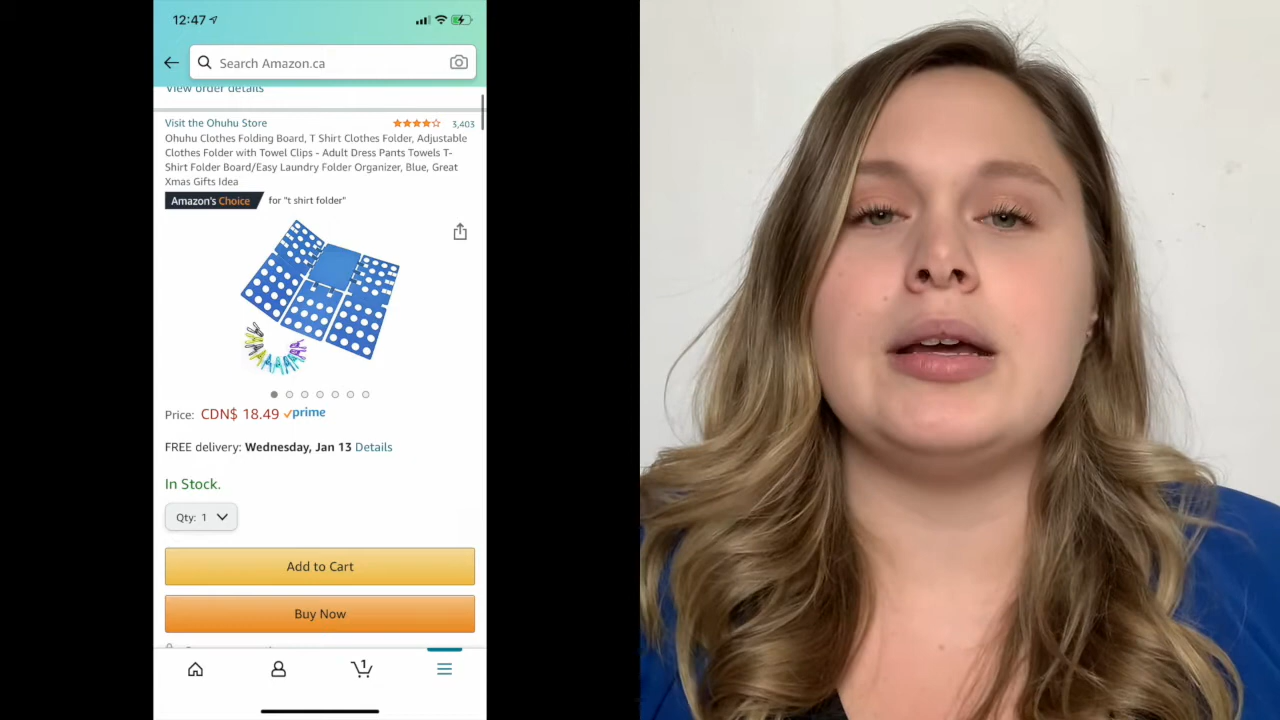 12:47
Search Amazon.ca
View order details
Visit the Ohuhu Store
3,403
Ohuhu Clothes Folding Board, T Shirt Clothes Folder, Adjustable
Clothes Folder with Towel Clips - Adult Dress Pants Towels T-
Shirt Folder Board/Easy Laundry Folder Organizer, Blue, Great
Xmas Gifts Idea
Amazon's Choice for "t shirt folder"
Price: CDN$ 18.49 prime
FREE delivery: Wednesday, Jan 13 Details
In Stock.
Qty: 1
Add to Cart
Buy Now
1